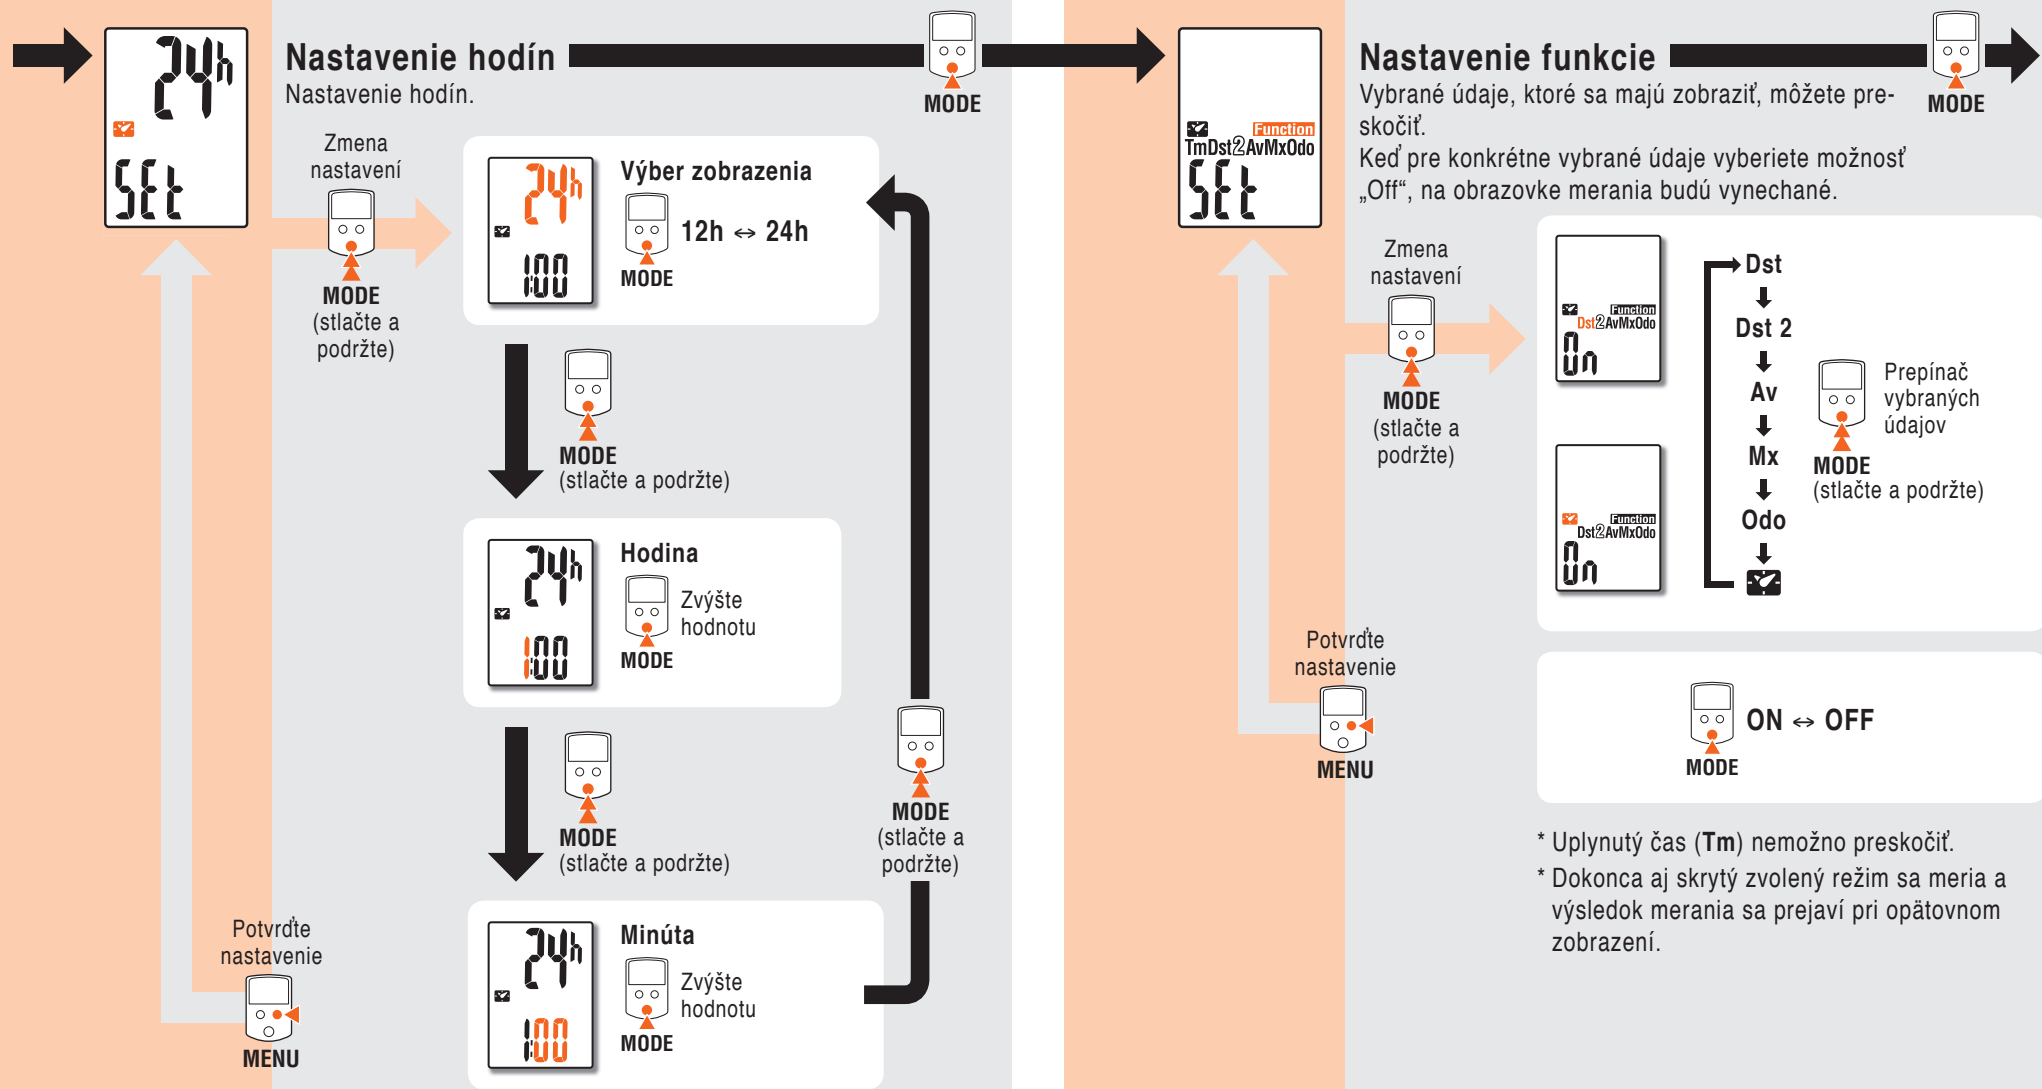 24h
SEt
Nastavenie hodín
Nastavenie hodín.
MODE
Zmena
nastavení
MODE
(stlačte a
podržte)
24h
1:00
Výber zobrazenia
12h ↔ 24h
MODE
MODE
(stlačte a podržte)
24h
1:00
Hodina
Zvýšte
hodnotu
MODE
MODE
(stlačte a podržte)
MODE
(stlačte a
podržte)
24h
1:00
Minúta
Zvýšte
hodnotu
MODE
Potvrďte
nastavenie
MENU
Function
TmDst2AvMxOdo
SEt
Nastavenie funkcie
MODE
Vybrané údaje, ktoré sa majú zobraziť, môžete pre-
skočiť.
Keď pre konkrétne vybrané údaje vyberiete možnosť
„Off“, na obrazovke merania budú vynechané.
Zmena
nastavení
MODE
(stlačte a
podržte)
Function
Dst2AvMxOdo
On
Function
Dst2AvMxOdo
On
Dst
Dst 2
Av
Mx
Odo
Prepínač
vybraných
údajov
MODE
(stlačte a podržte)
Potvrďte
nastavenie
MENU
ON ↔ OFF
MODE
* Uplynutý čas (Tm) nemožno preskočiť.
* Dokonca aj skrytý zvolený režim sa meria a
výsledok merania sa prejaví pri opätovnom
zobrazení.